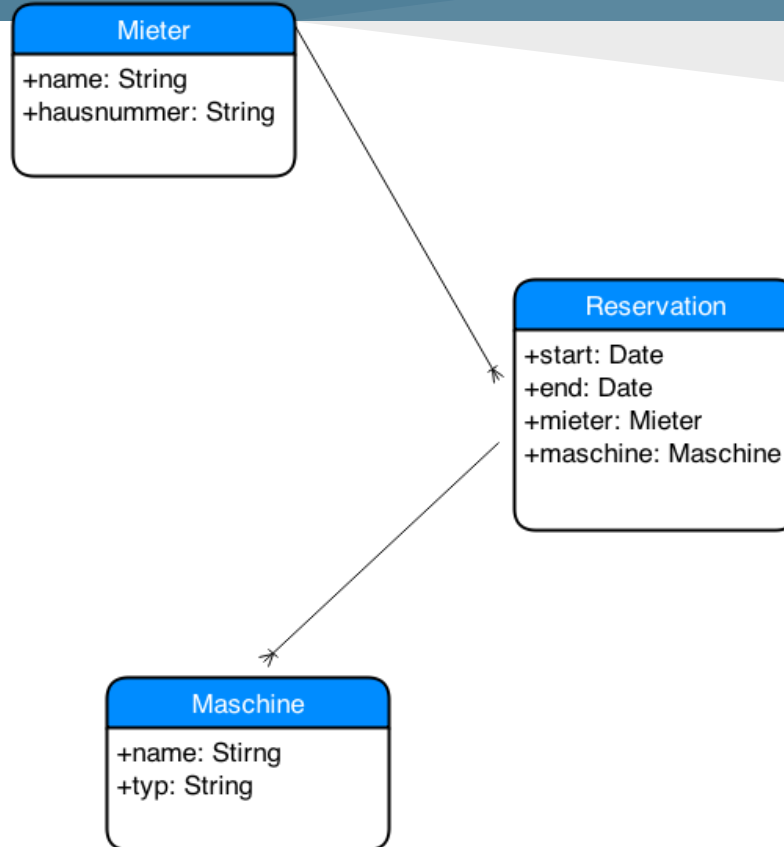 Mieter
+name: String
+hausnummer: String
Reservation
+start: Date
+end: Date
+mieter: Mieter
+maschine: Maschine
Maschine
+name: Stirng
+typ: String